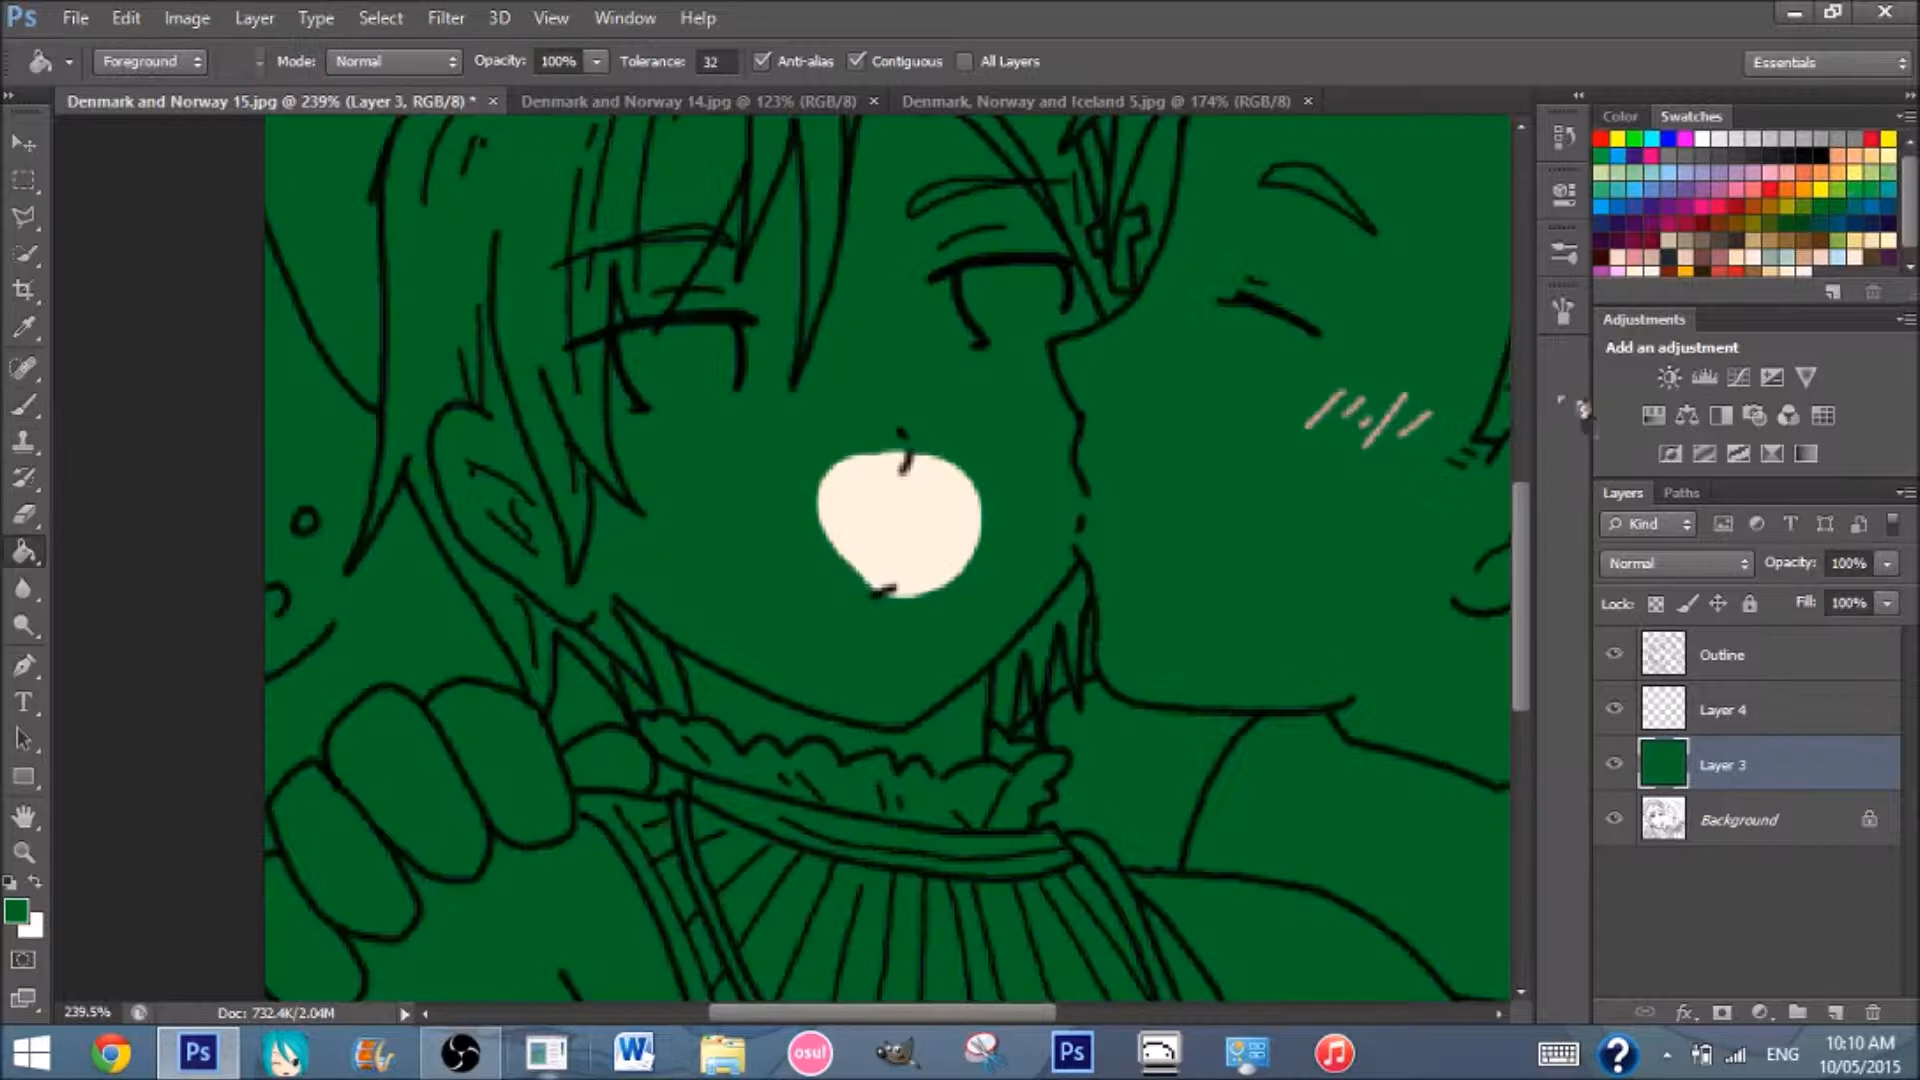 Ps File Edit Image Layer Type Select Filter 3D View Window Help
Foreground Mode: Normal Opacity: 100% Tolerance: 32 Anti-alias Contiguous All Layers Essentials
Denmark and Norway 15.jpg @ 239% (Layer 3, RGB/8) * Denmark and Norway 14.jpg @ 123% (RGB/8) Denmark, Norway and Iceland 5.jpg @ 174% (RGB/8)
Color Swatches
Adjustments
Add an adjustment
Layers Paths
Kind
Normal Opacity: 100%
Lock: Fill: 100%
Outline
Layer 4
Layer 3
Background
239.5% Doc: 732.4K/2.04M
Ps W osu! Ps ? ENG 10:10 AM
10/05/2015